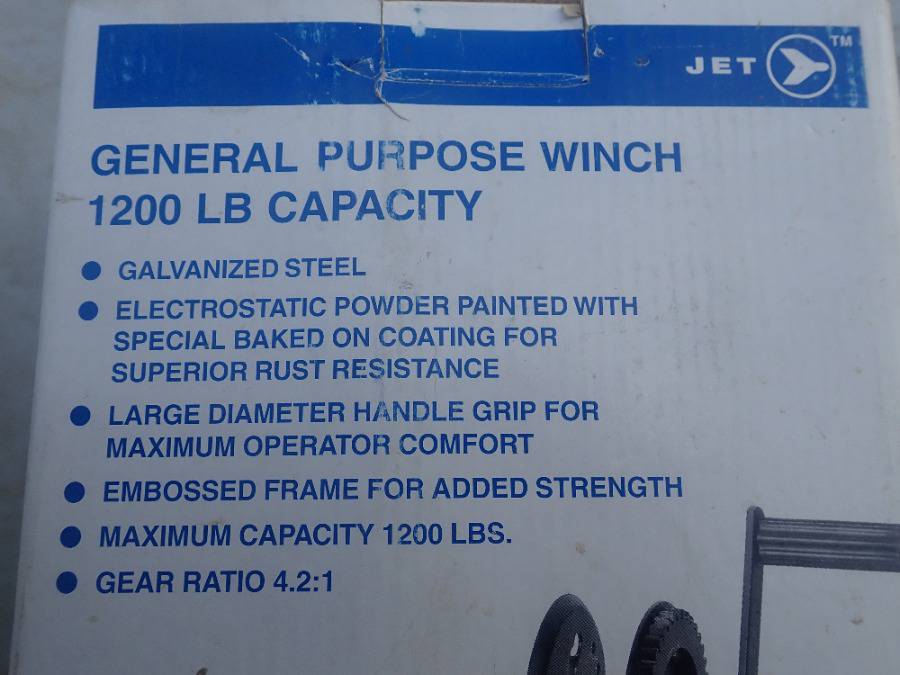 JET TM
GENERAL PURPOSE WINCH
1200 LB CAPACITY
● GALVANIZED STEEL
● ELECTROSTATIC POWDER PAINTED WITH
SPECIAL BAKED ON COATING FOR
SUPERIOR RUST RESISTANCE
● LARGE DIAMETER HANDLE GRIP FOR
MAXIMUM OPERATOR COMFORT
● EMBOSSED FRAME FOR ADDED STRENGTH
● MAXIMUM CAPACITY 1200 LBS.
● GEAR RATIO 4.2:1